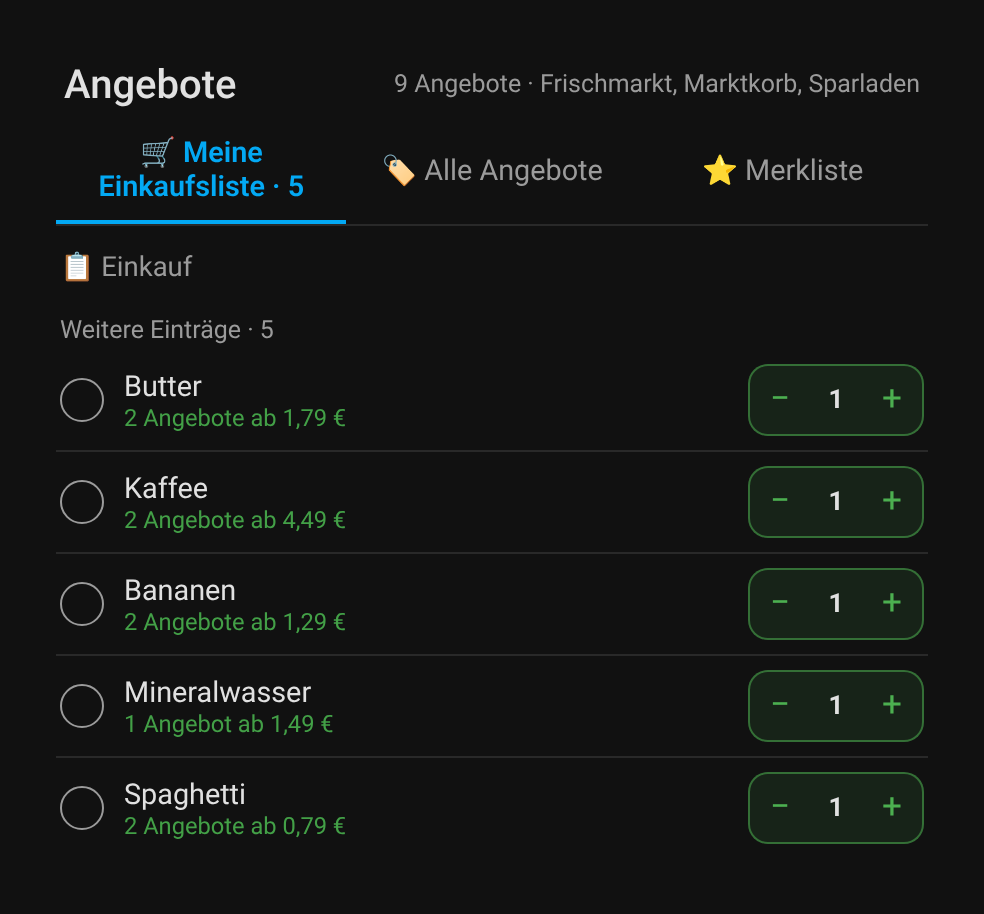 Angebote
9 Angebote · Frischmarkt, Marktkorb, Sparladen
🛒 Meine
Einkaufsliste · 5
🏷️ Alle Angebote
⭐ Merkliste
📋 Einkauf
Weitere Einträge · 5
Butter
2 Angebote ab 1,79 €
− 1 +
Kaffee
2 Angebote ab 4,49 €
− 1 +
Bananen
2 Angebote ab 1,29 €
− 1 +
Mineralwasser
1 Angebot ab 1,49 €
− 1 +
Spaghetti
2 Angebote ab 0,79 €
− 1 +